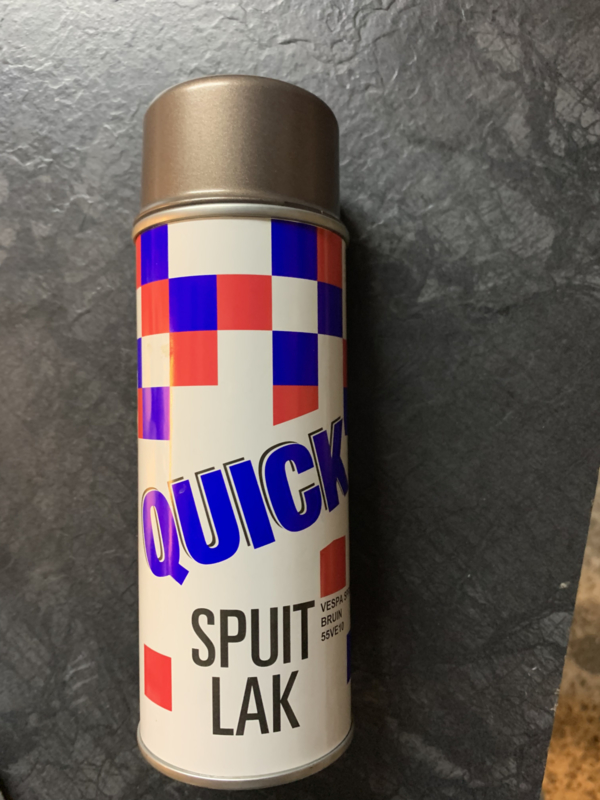 QUICK
SPUIT
LAK
VESPA
BRUIN
55VE10